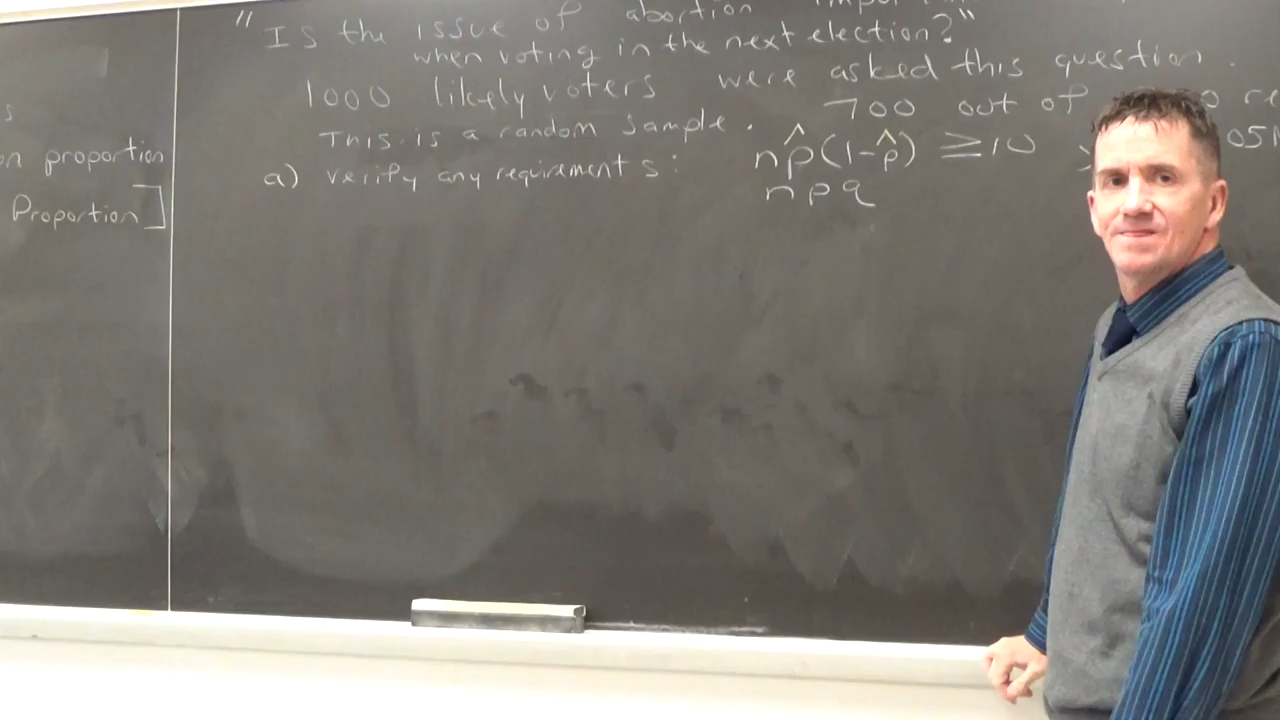 s
on proportion
Proportion]
"Is the issue of abortion
when voting in the next election?"
1000 likely voters were asked this question.
This is a random sample. 700 out of
a) verify any requirements: np̂(1-p̂) ≥10
npq